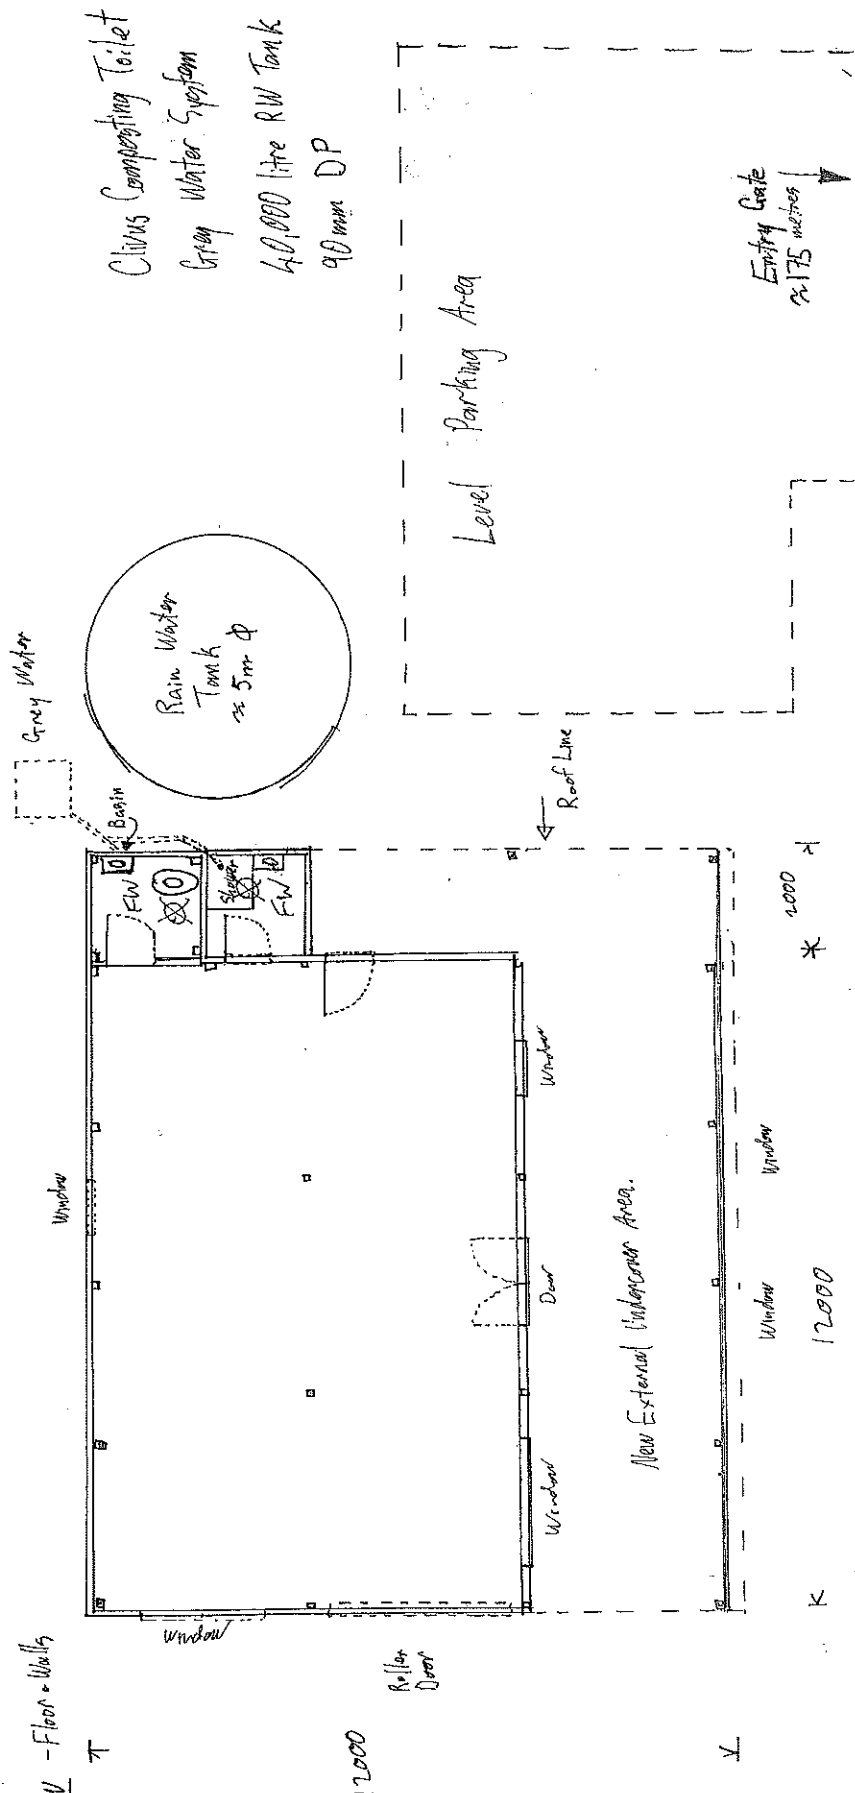 Clivus Composting Toilet
Grey Water System
40,000 litre RW Tank
90mm DP
- Floor & Walls
Grey Water
Rain Water
Tank
≈ 5m Φ
Basin
FW
Shower
FW
Window
Window
Roller
Door
Window
Door
Window
Roof Line
Level Parking Area
Entry Gate
≈175 metres
New External Undercover Area.
Window
Window
2000
12000
2000